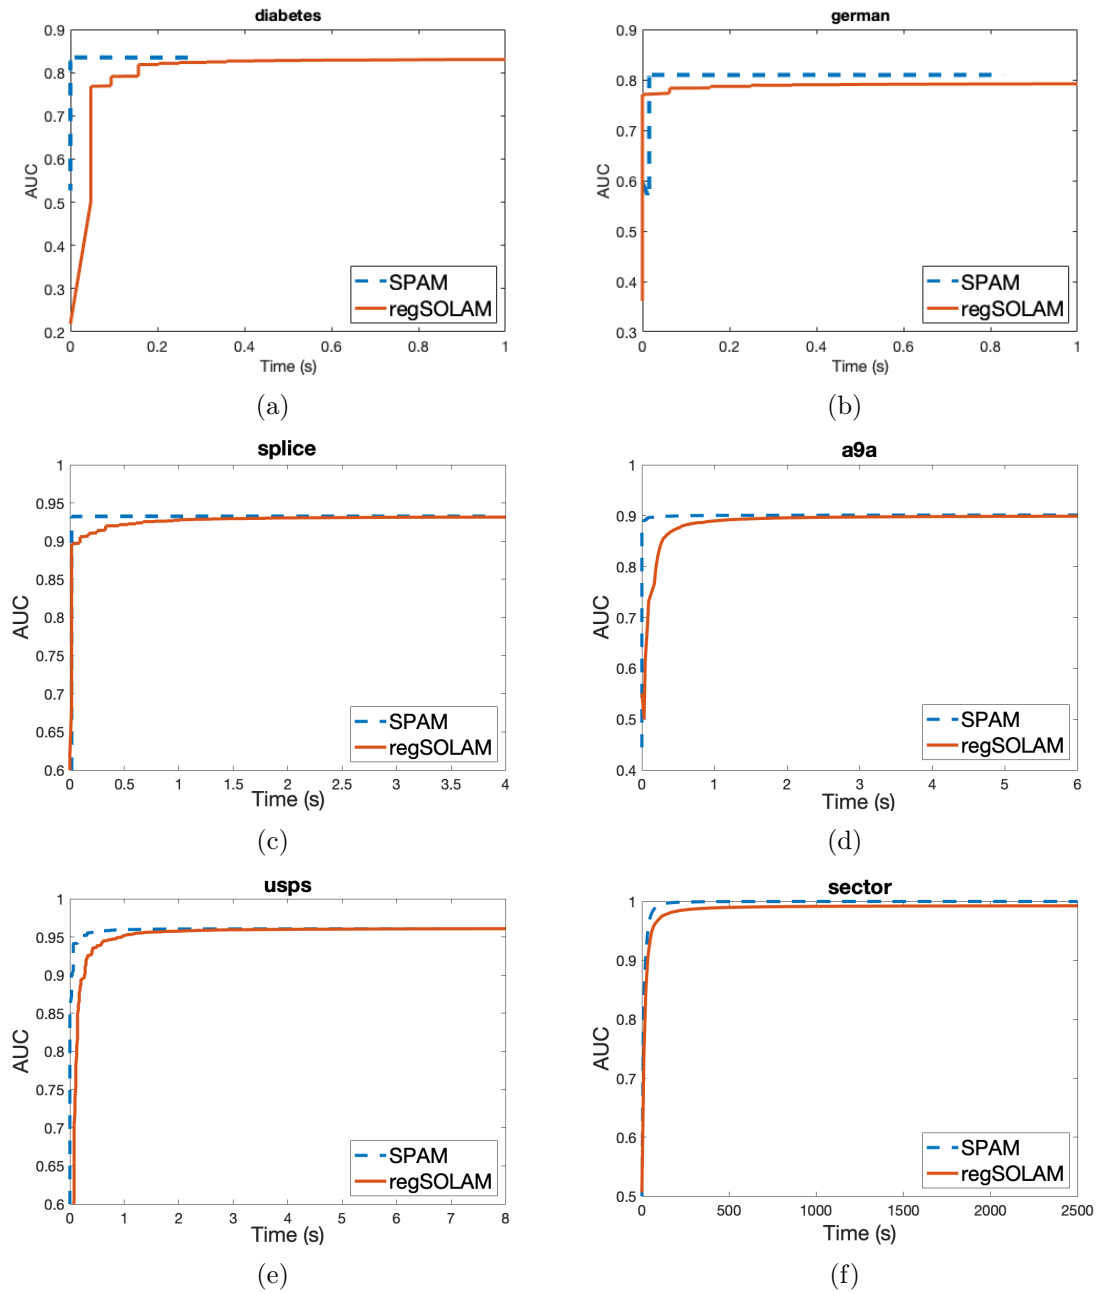 diabetes
0.9
0.8
0.7
0.6
0.5
0.4
0.3
0.2
AUC
0 0.2 0.4 0.6 0.8 1
Time (s)
SPAM
regSOLAM
(a)
german
0.9
0.8
0.7
0.6
0.5
0.4
0.3
AUC
0 0.2 0.4 0.6 0.8 1
Time (s)
SPAM
regSOLAM
(b)
splice
1
0.95
0.9
0.85
0.8
0.75
0.7
0.65
0.6
AUC
0 0.5 1 1.5 2 2.5 3 3.5 4
Time (s)
SPAM
regSOLAM
(c)
a9a
1
0.9
0.8
0.7
0.6
0.5
0.4
AUC
0 1 2 3 4 5 6
Time (s)
SPAM
regSOLAM
(d)
usps
1
0.95
0.9
0.85
0.8
0.75
0.7
0.65
0.6
AUC
0 1 2 3 4 5 6 7 8
Time (s)
SPAM
regSOLAM
(e)
sector
1
0.9
0.8
0.7
0.6
0.5
AUC
0 500 1000 1500 2000 2500
Time (s)
SPAM
regSOLAM
(f)